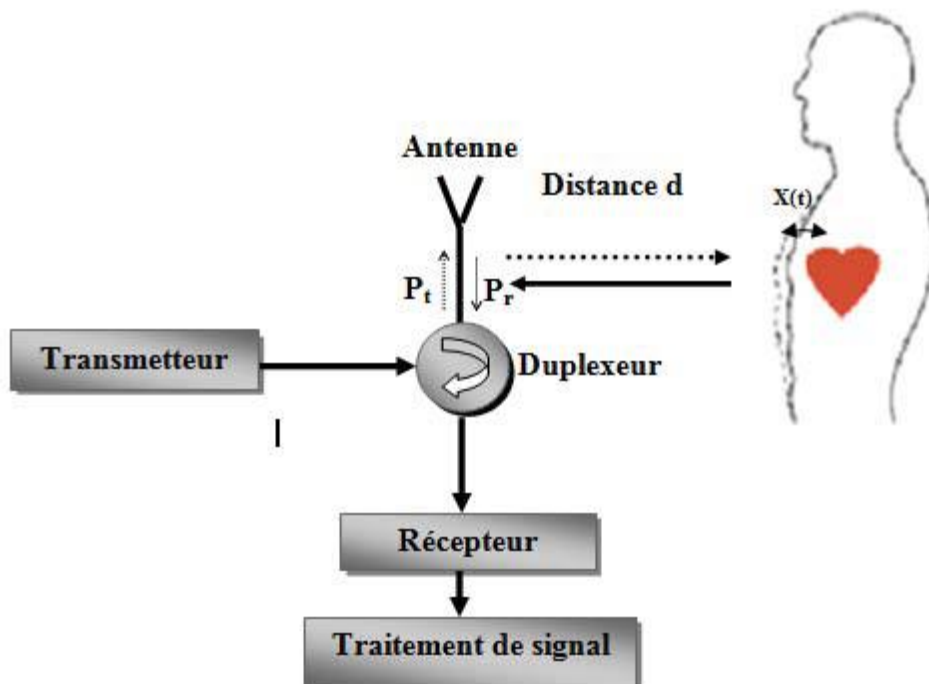 Antenne
Distance d
X(t)
Pt
Pr
Transmetteur
Duplexeur
Récepteur
Traitement de signal